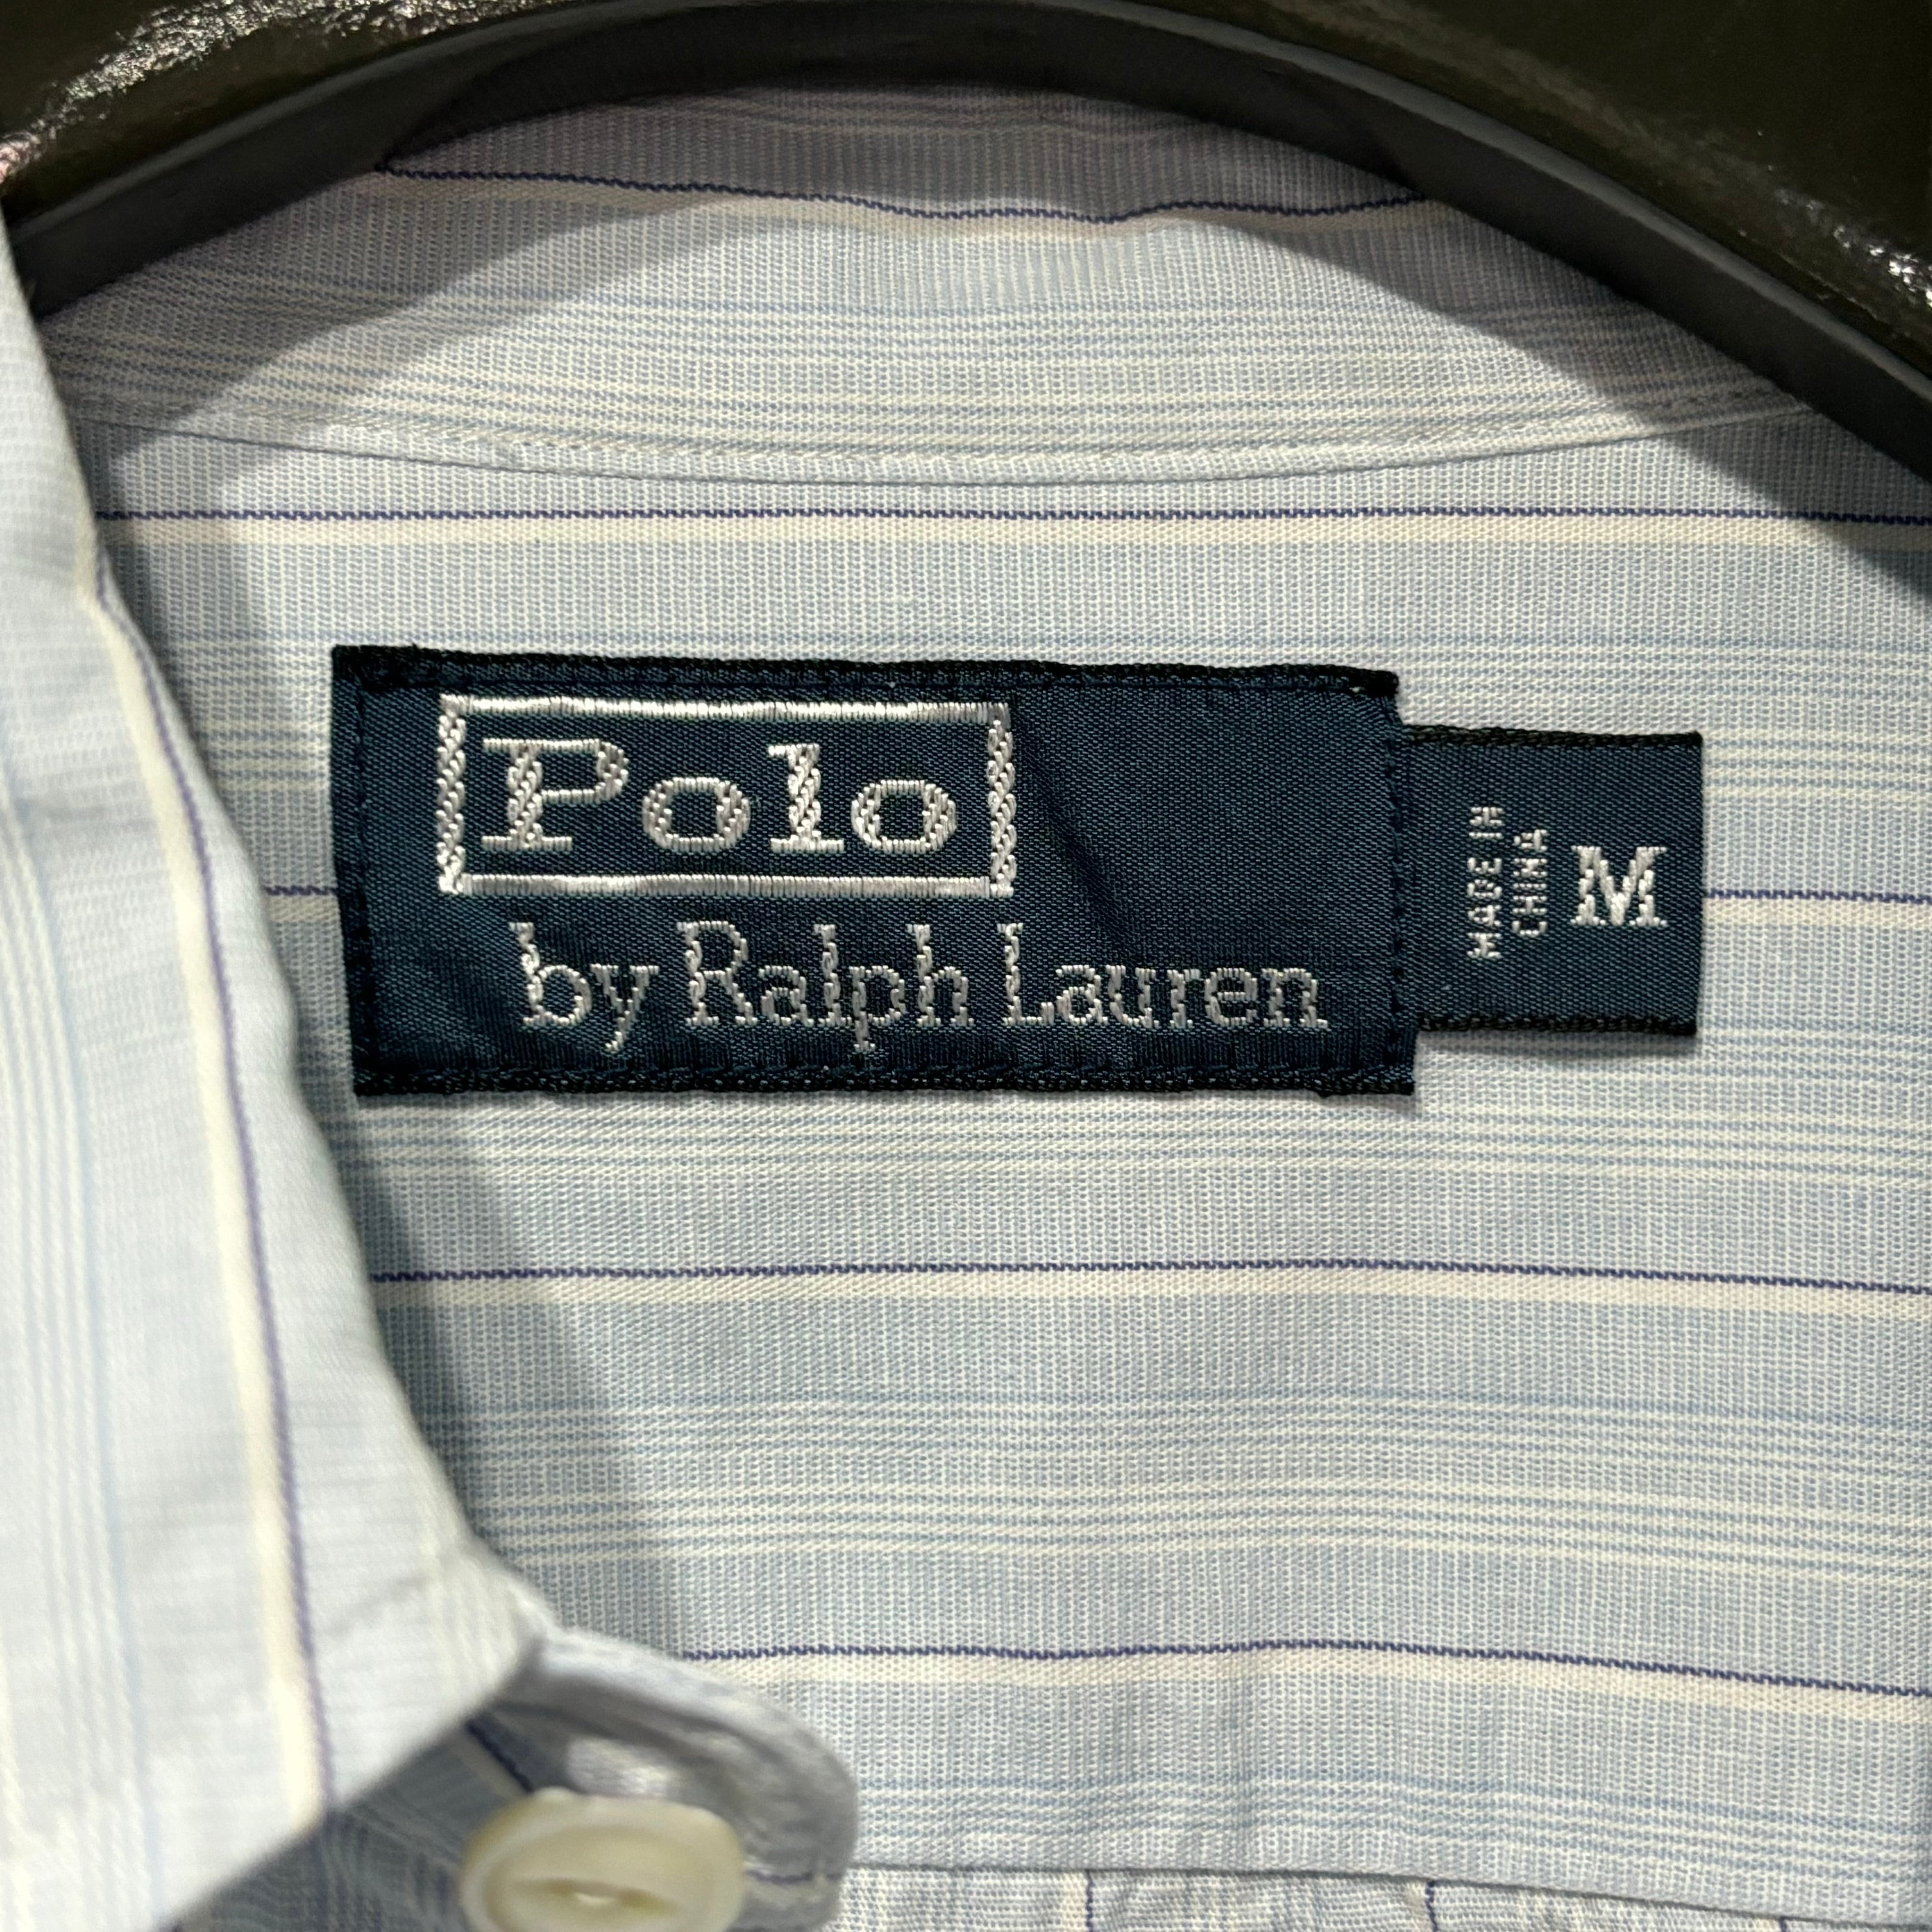 Polo
by Ralph Lauren
MADE IN
CHINA
M